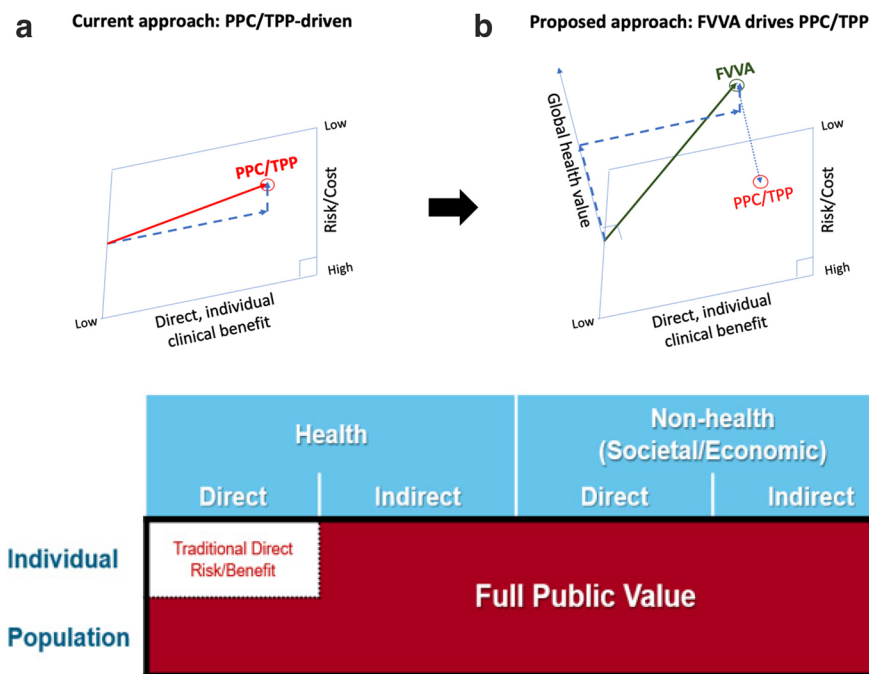 a
Current approach: PPC/TPP-driven
Low
PPC/TPP
Risk/Cost
High
Low
Direct, individual
clinical benefit
b
Proposed approach: FVVA drives PPC/TPP
FVVA
Global health value
Low
PPC/TPP
Risk/Cost
High
Low
Direct, individual
clinical benefit
Health
Non-health
(Societal/Economic)
Direct
Indirect
Direct
Indirect
Individual
Traditional Direct
Risk/Benefit
Full Public Value
Population